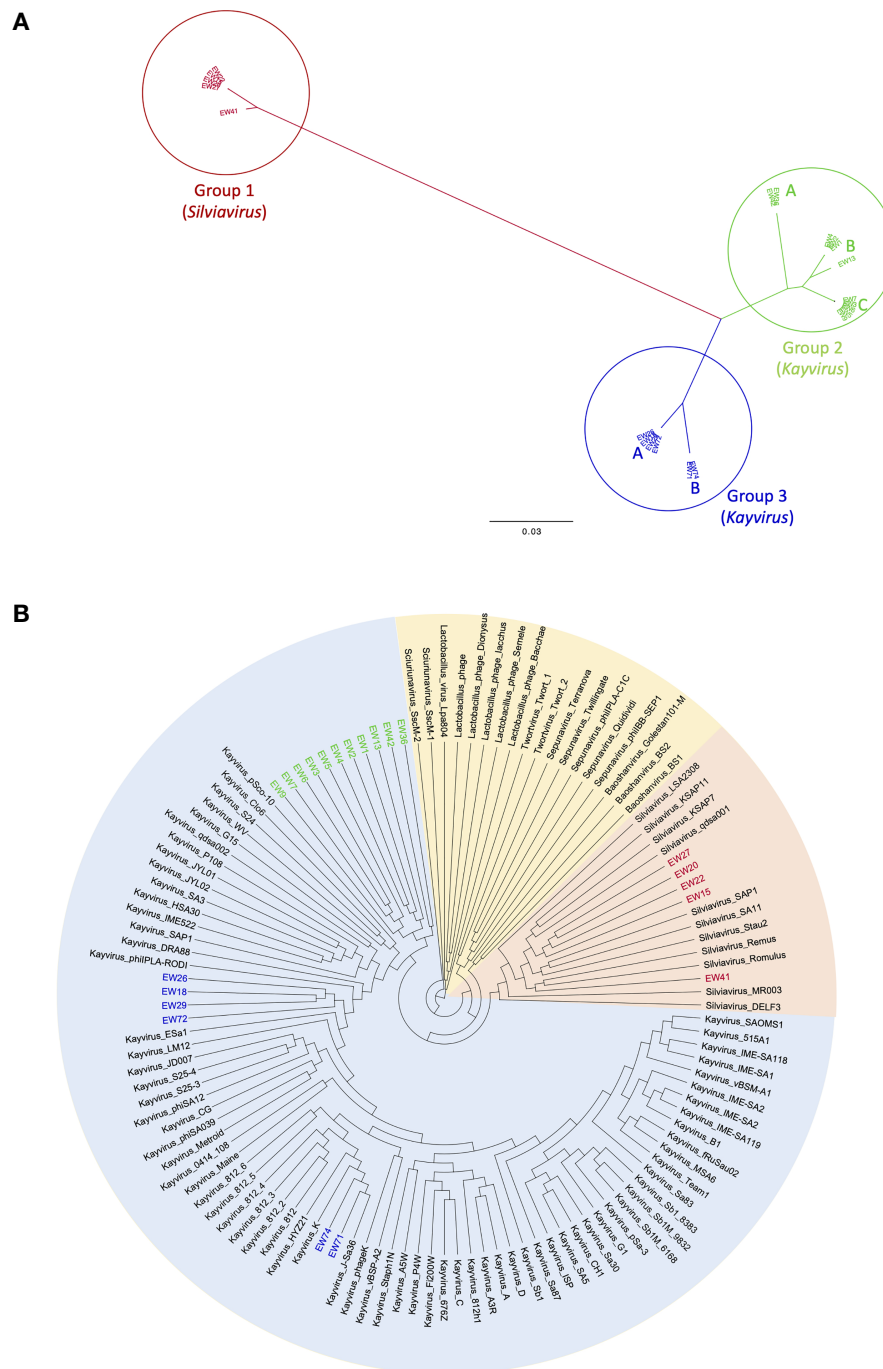 A
EW41
Group 1
(Silviavirus)
A
B
EW13
C
Group 2
(Kayvirus)
A
B
Group 3
(Kayvirus)
0.03
B
Sciuriunavirus_SscM-2
Sciuriunavirus_SscM-1
Lactobacillus_virus_Lpa804
Lactobacillus_phage
Lactobacillus_phage_Dionysus
Lactobacillus_phage_Iacchus
Lactobacillus_phage_Semele
Lactobacillus_phage_Bacchae
Twortvirus_Twort_1
Twortvirus_Twort_2
Sepunavirus_Terranova
Sepunavirus_Twillingate
Sepunavirus_phiIPLA-C1C
Sepunavirus_Quidividi
Sepunavirus_phiIBB-SEP1
Baoshanvirus_Golestan101-M
Baoshanvirus_BS2
Baoshanvirus_BS1
Silviavirus_LSA2308
Silviavirus_KSAP11
Silviavirus_KSAP7
Silviavirus_qdsa001
EW27
EW20
EW22
EW15
Silviavirus_SAP1
Silviavirus_SA11
Silviavirus_Stau2
Silviavirus_Remus
Silviavirus_Romulus
EW41
Silviavirus_MR003
Silviavirus_DELF3
Kayvirus_SAOMS1
Kayvirus_515A1
Kayvirus_IME-SA118
Kayvirus_IME-SA1
Kayvirus_vBSM-A1
Kayvirus_IME-SA2
Kayvirus_IME-SA2
Kayvirus_IME-SA119
Kayvirus_B1
Kayvirus_fRuSau02
Kayvirus_MSA6
Kayvirus_Team1
Kayvirus_Sa83
Kayvirus_Sb1_8383
Kayvirus_Sb1M_9832
Kayvirus_Sb1M_6168
Kayvirus_pSa-3
Kayvirus_G1
Kayvirus_Sa30
Kayvirus_CH1
Kayvirus_SA5
Kayvirus_ISP
Kayvirus_Sa87
Kayvirus_Sb1
Kayvirus_D
Kayvirus_A
Kayvirus_A3R
Kayvirus_812h1
Kayvirus_C
Kayvirus_676Z
Kayvirus_Fi200W
Kayvirus_P4W
Kayvirus_A5W
Kayvirus_Staph1N
Kayvirus_vBSP-A2
Kayvirus_phageK
Kayvirus_J-Sa36
EW71
EW74
Kayvirus_K
Kayvirus_HYZ21
Kayvirus_812
Kayvirus_812_2
Kayvirus_812_3
Kayvirus_812_4
Kayvirus_812_5
Kayvirus_812_6
Kayvirus_Maine
Kayvirus_0414_108
Kayvirus_Metroid
Kayvirus_phiSA039
Kayvirus_CG
Kayvirus_phiSA12
Kayvirus_S25-3
Kayvirus_S25-4
Kayvirus_JD007
Kayvirus_LM12
Kayvirus_ESa1
EW72
EW29
EW18
EW26
Kayvirus_phiIPLA-RODI
Kayvirus_DRA88
Kayvirus_SAP1
Kayvirus_IME522
Kayvirus_HSA30
Kayvirus_SA3
Kayvirus_JYL02
Kayvirus_JYL01
Kayvirus_P108
Kayvirus_qdsa002
Kayvirus_G15
Kayvirus_WV
Kayvirus_S24
Kayvirus_Clo6
Kayvirus_pSco-10
EW9
EW7
EW6
EW3
EW5
EW4
EW2
EW1
EW13
EW42
EW36